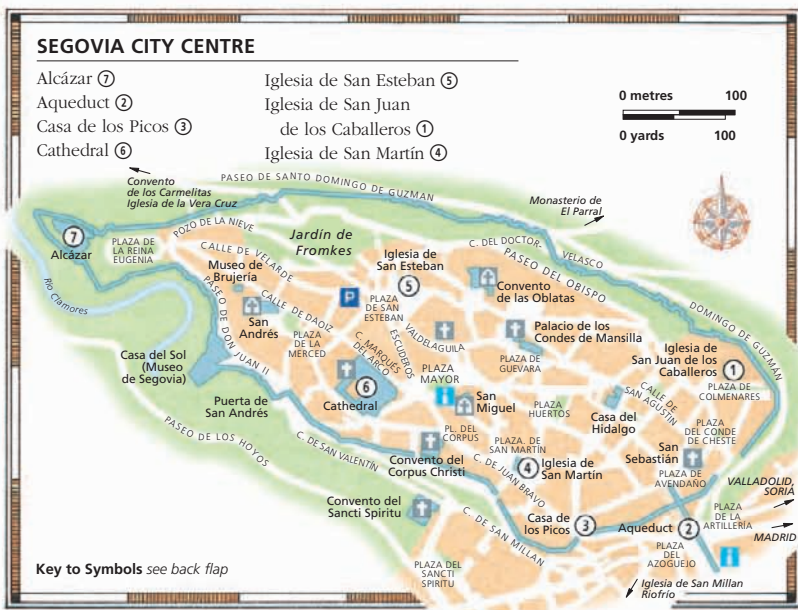 SEGOVIA CITY CENTRE
Alcázar ⑦
Aqueduct ②
Casa de los Picos ③
Cathedral ⑥
Iglesia de San Esteban ⑤
Iglesia de San Juan
de los Caballeros ①
Iglesia de San Martín ④
0 metres 100
0 yards 100
Convento
de los Carmelitas
Iglesia de la Vera Cruz
PASEO DE SANTO DOMINGO DE GUZMAN
Monasterio de
El Parral
⑦
Alcázar
PLAZA DE
LA REINA
EUGENIA
POZO DE LA NIEVE
CALLE DE VELARDE
Jardín de
Fromkes
Iglesia de
San Esteban
⑤
C. DEL DOCTOR-
VELASCO
PASEO DEL OBISPO
DOMINGO DE GUZMÁN
Río Clamores
Museo de
Brujería
San
Andrés
CALLE DE DAOIZ
P
PLAZA
DE SAN
ESTEBAN
Convento
de las Oblatas
PASEO DE DON JUAN II
PLAZA
DE LA
MERCED
C. MARQUÉS
DEL ARCO
ESCUDEROS
VALDELAGUILA
Palacio de los
Condes de Mansilla
PLAZA DE
GUEVARA
Iglesia de
San Juan de los
Caballeros
①
PLAZA DE
COLMENARES
Casa del Sol
(Museo
de Segovia)
PLAZA
MAYOR
⑥
Cathedral
i
San
Miguel
PLAZA
HUERTOS
CALLE DE
SAN AGUSTÍN
Casa del
Hidalgo
PLAZA
DEL CONDE
DE CHESTE
Puerta de
San Andrés
PASEO DE LOS HOYOS
C. DE SAN VALENTÍN
PL. DEL
CORPUS
Convento del
Corpus Christi
PLAZA. DE
SAN MARTÍN
④
Iglesia de
San Martín
C. DE JUAN BRAVO
San
Sebastián
PLAZA DE
AVENDAÑO
VALLADOLID,
SORIA
Convento del
Sancti Spiritu
C. DE SAN MILLAN
Casa de
los Picos
③
Aqueduct
②
PLAZA
DE LA
ARTILLERÍA
MADRID
PLAZA
DEL
AZOGUEJO
i
PLAZA DEL
SANCTI
SPIRITU
Iglesia de San Millan
Riofrío
Key to Symbols see back flap